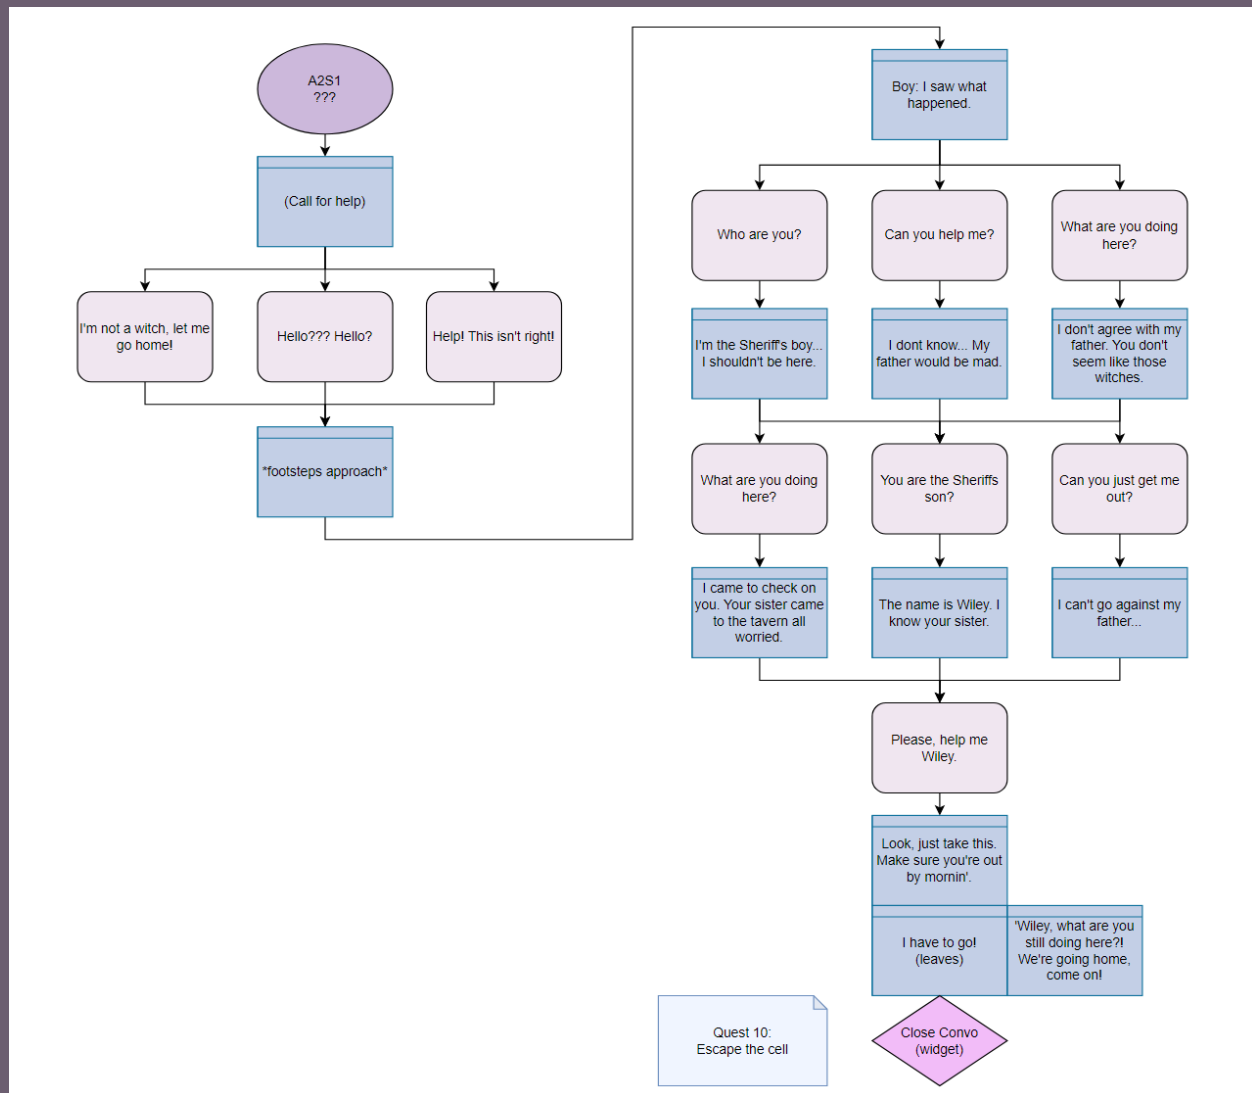 A2S1
???
(Call for help)
I'm not a witch, let me
go home!
Hello??? Hello?
Help! This isn't right!
*footsteps approach*
Boy: I saw what
happened.
Who are you?
Can you help me?
What are you doing
here?
I'm the Sheriff's boy...
I shouldn't be here.
I dont know... My
father would be mad.
I don't agree with my
father. You don't
seem like those
witches.
What are you doing
here?
You are the Sheriffs
son?
Can you just get me
out?
I came to check on
you. Your sister came
to the tavern all
worried.
The name is Wiley. I
know your sister.
I can't go against my
father...
Please, help me
Wiley.
Look, just take this.
Make sure you're out
by mornin'.
I have to go!
(leaves)
'Wiley, what are you
still doing here?!
We're going home,
come on!
Quest 10:
Escape the cell
Close Convo
(widget)